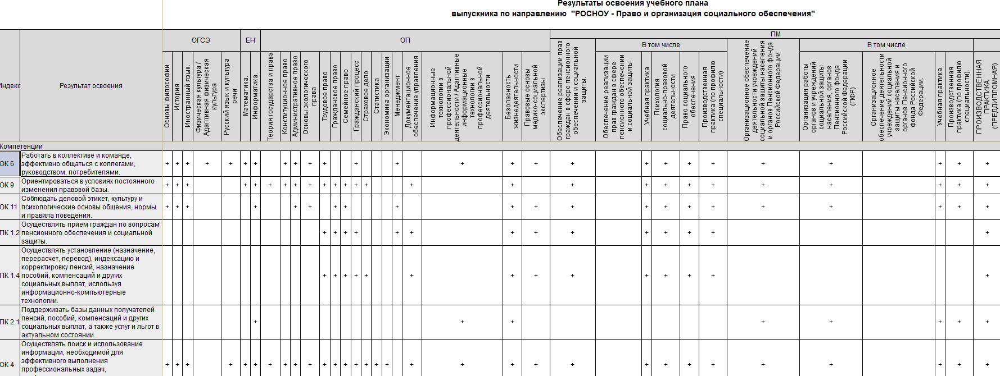 Результаты освоения учебного плана
выпускника по направлению "РОСНОУ - Право и организация социального обеспечения"
Индекс
Результат освоения
ОГСЭ
ЕН
ОП
ПМ
В том числе
В том числе
Основы философии
История.
Иностранный язык.
Физическая культура /
Адаптивная физическая
культура
Русский язык и культура
речи
Математика.
Информатика.
Теория государства и права
Конституционное право
Административное право
Основы экологического
права
Трудовое право
Гражданское право
Семейное право
Гражданский процесс
Страховое дело
Статистика
Экономика организации
Менеджмент
Документационное
обеспечение управления
Информационные
технологии в
профессиональной
деятельности / Адаптивные
информационные
технологии в
профессиональной
деятельности
Безопасность
жизнедеятельности
Правовые основы
медико-социальной
экспертизы
Обеспечение реализации прав
граждан в сфере пенсионного
обеспечении и социальной
защиты.
Обеспечение реализации
прав граждан в сфере
пенсионного обеспечении
и социальной защиты
Учебная практика
Психология
социально-правовой
деятельности
Право социального
обеспечения
Производственная
практика (по профилю
специальности)
Организационное обеспечение
деятельности учреждений
социальной защиты населения
и органов Пенсионного фонда
Российской Федерации
Организация работы
органов и учреждений
социальной защиты
населения, органов
Пенсионного фонда
Российской Федерации
(ПФР)
Организационное
обеспечение деятельности
учреждений социальной
защиты населения и
органов Пенсионного
фонда Российской
Федерации.
Учебная практика.
Производственная
практика (по профилю
специальности).
ПРОИЗВОДСТВЕННАЯ
ПРАКТИКА
(ПРЕДДИПЛОМНАЯ)
Компетенции
ОК 6
Работать в коллективе и команде,
эффективно общаться с коллегами,
руководством, потребителями.
+ + + + + + + + + + + + + + + + + + + + + + + + + +
ОК 9
Ориентироваться в условиях постоянного
изменения правовой базы.
+ + + + + + + + + + + + + + + + + + + + + + + + + + +
ОК 11
Соблюдать деловой этикет, культуру и
психологические основы общения, нормы
и правила поведения.
+ + + + + + + + + + + + + + + + + + + + +
ПК 1.2
Осуществлять прием граждан по вопросам
пенсионного обеспечения и социальной
защиты.
+ + + + + + + + + + + + + +
ПК 1.4
Осуществлять установление (назначение,
перерасчет, перевод), индексацию и
корректировку пенсий, назначение
пособий, компенсаций и других
социальных выплат, используя
информационно-компьютерные
технологии.
+ + + + + + + + + + + + + +
ПК 2.1
Поддерживать базы данных получателей
пенсий, пособий, компенсаций и других
социальных выплат, а также услуг и льгот в
актуальном состоянии.
+ + + + + + + +
ОК 4
Осуществлять поиск и использование
информации, необходимой для
эффективного выполнения
профессиональных задач,
+ + + + + + + + + + + + + + + + + + + + + + + + + + + + + + +